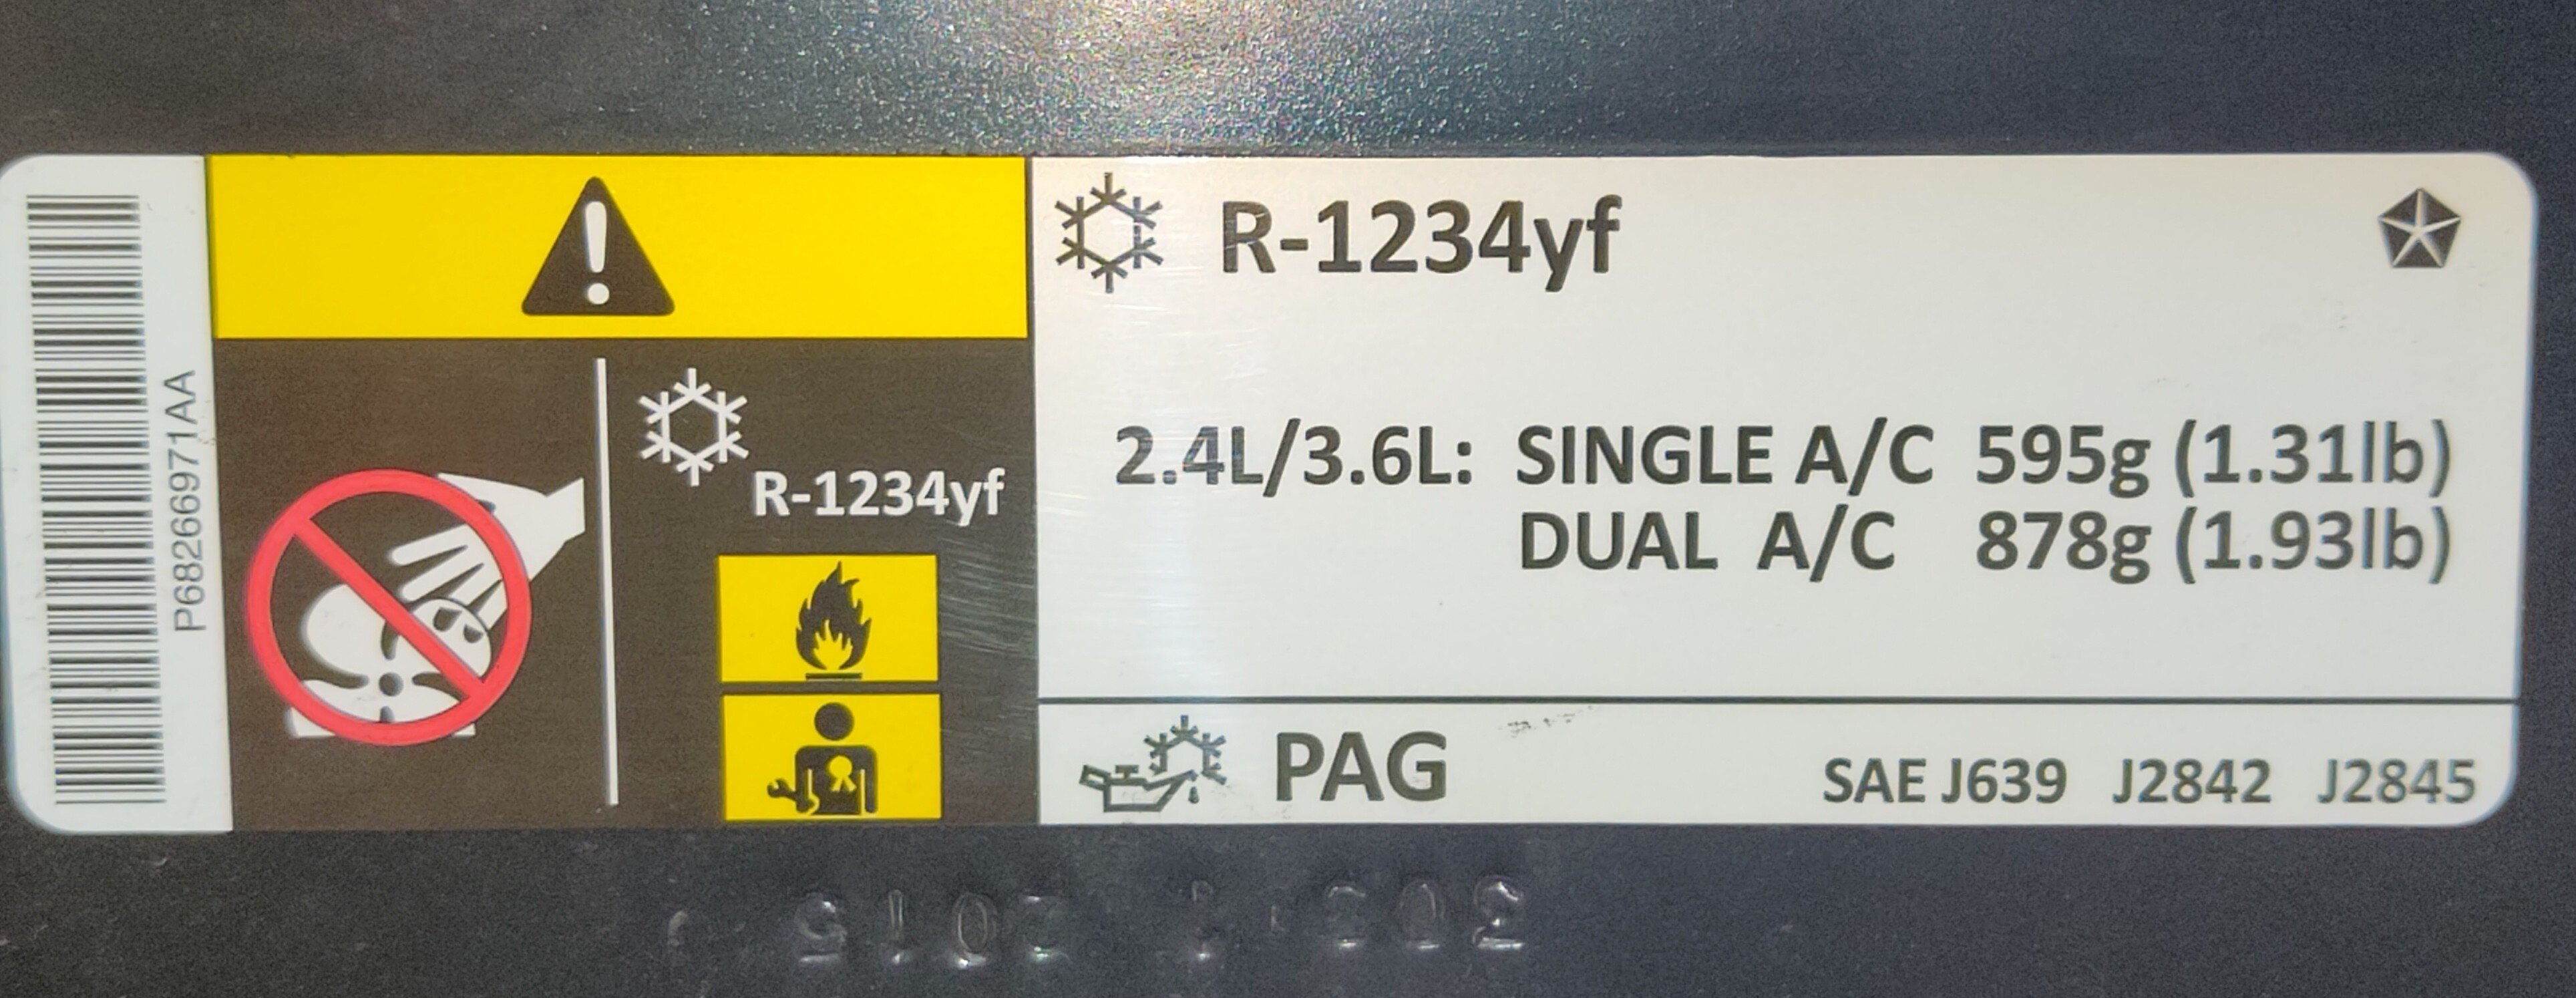 P68266971AA
R-1234yf
R-1234yf
2.4L/3.6L: SINGLE A/C 595g (1.31lb)
DUAL A/C 878g (1.93lb)
PAG
SAE J639 J2842 J2845